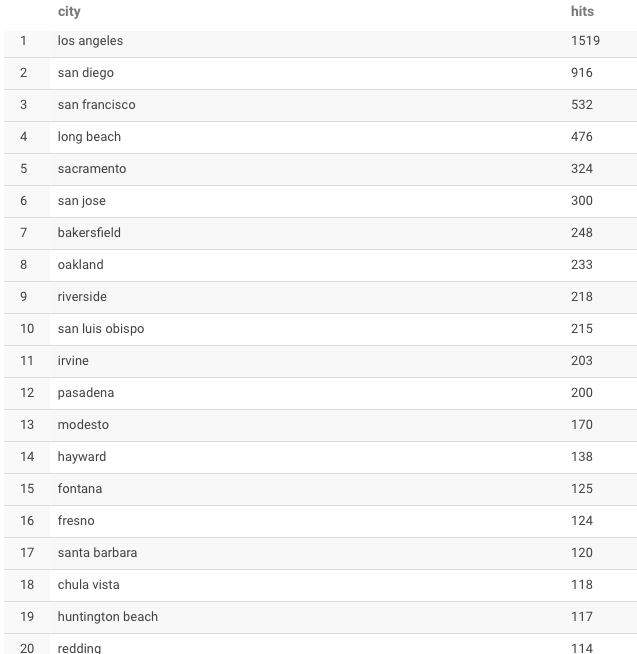 city hits
1 los angeles 1519
2 san diego 916
3 san francisco 532
4 long beach 476
5 sacramento 324
6 san jose 300
7 bakersfield 248
8 oakland 233
9 riverside 218
10 san luis obispo 215
11 irvine 203
12 pasadena 200
13 modesto 170
14 hayward 138
15 fontana 125
16 fresno 124
17 santa barbara 120
18 chula vista 118
19 huntington beach 117
20 redding 114